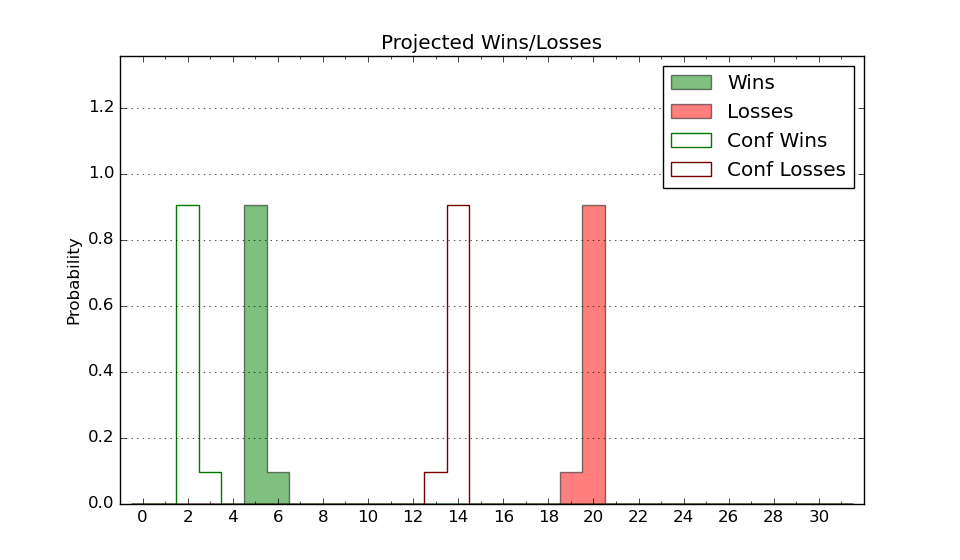 Projected Wins/Losses
Wins
Losses
Conf Wins
Conf Losses
Probability
1.2
1.0
0.8
0.6
0.4
0.2
0.0
0 2 4 6 8 10 12 14 16 18 20 22 24 26 28 30